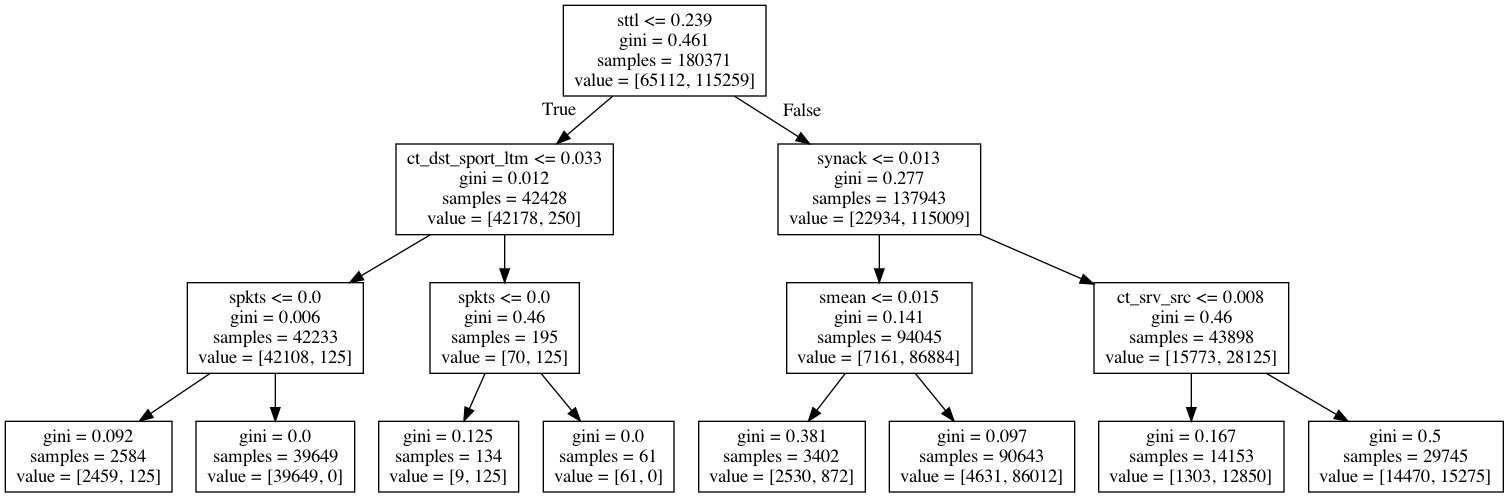 sttl <= 0.239
gini = 0.461
samples = 180371
value = [65112, 115259]
True
False
ct_dst_sport_ltm <= 0.033
gini = 0.012
samples = 42428
value = [42178, 250]
synack <= 0.013
gini = 0.277
samples = 137943
value = [22934, 115009]
spkts <= 0.0
gini = 0.006
samples = 42233
value = [42108, 125]
spkts <= 0.0
gini = 0.46
samples = 195
value = [70, 125]
smean <= 0.015
gini = 0.141
samples = 94045
value = [7161, 86884]
ct_srv_src <= 0.008
gini = 0.46
samples = 43898
value = [15773, 28125]
gini = 0.092
samples = 2584
value = [2459, 125]
gini = 0.0
samples = 39649
value = [39649, 0]
gini = 0.125
samples = 134
value = [9, 125]
gini = 0.0
samples = 61
value = [61, 0]
gini = 0.381
samples = 3402
value = [2530, 872]
gini = 0.097
samples = 90643
value = [4631, 86012]
gini = 0.167
samples = 14153
value = [1303, 12850]
gini = 0.5
samples = 29745
value = [14470, 15275]